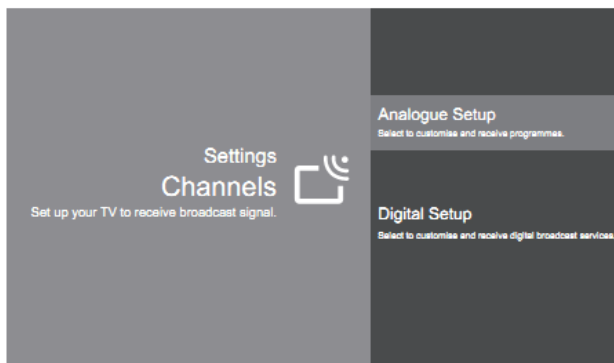 Settings
Channels
Set up your TV to receive broadcast signal.
Analogue Setup
Select to customise and receive programmes.
Digital Setup
Select to customise and receive digital broadcast services.